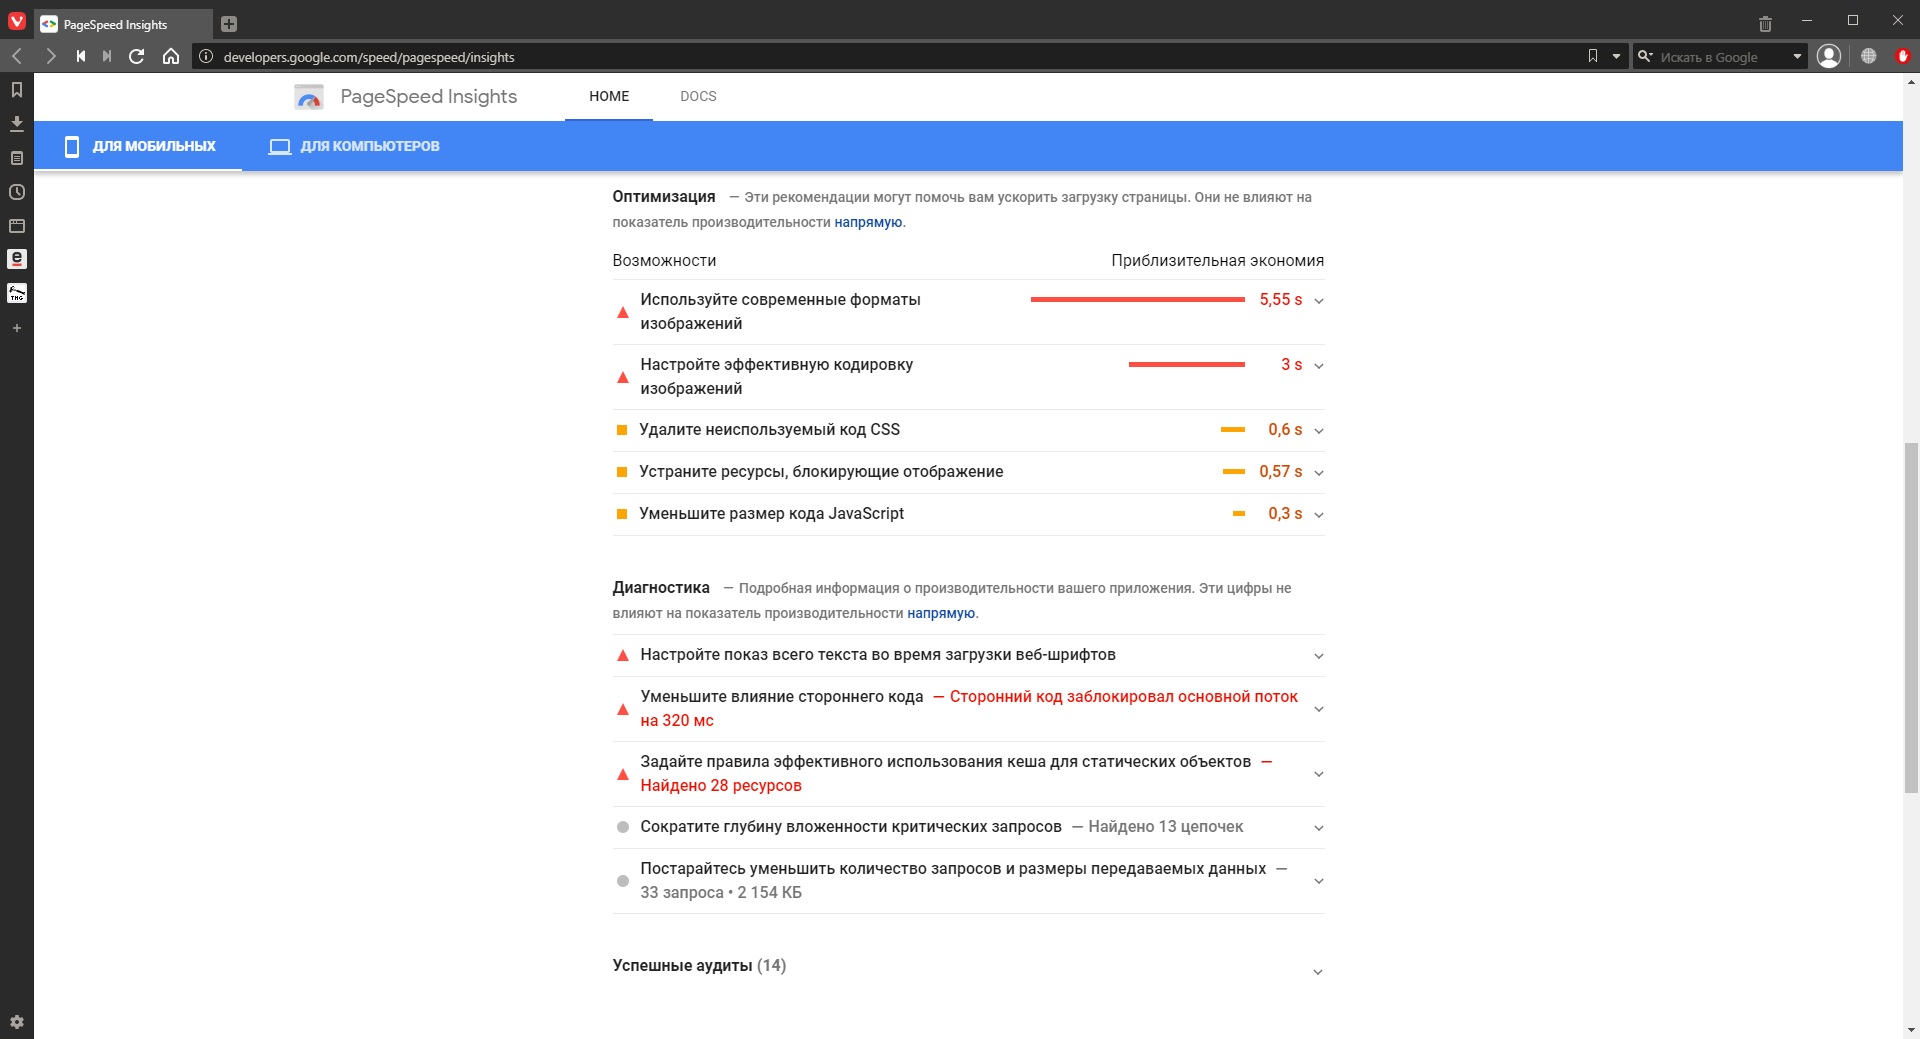 PageSpeed Insights
developers.google.com/speed/pagespeed/insights
Искать в Google
PageSpeed Insights
HOME
DOCS
ДЛЯ МОБИЛЬНЫХ
ДЛЯ КОМПЬЮТЕРОВ
Оптимизация — Эти рекомендации могут помочь вам ускорить загрузку страницы. Они не влияют на
показатель производительности напрямую.
Возможности Приблизительная экономия
Используйте современные форматы 5,55 s
изображений
Настройте эффективную кодировку 3 s
изображений
Удалите неиспользуемый код CSS 0,6 s
Устраните ресурсы, блокирующие отображение 0,57 s
Уменьшите размер кода JavaScript 0,3 s
Диагностика — Подробная информация о производительности вашего приложения. Эти цифры не
влияют на показатель производительности напрямую.
Настройте показ всего текста во время загрузки веб-шрифтов
Уменьшите влияние стороннего кода — Сторонний код заблокировал основной поток
на 320 мс
Задайте правила эффективного использования кеша для статических объектов —
Найдено 28 ресурсов
Сократите глубину вложенности критических запросов — Найдено 13 цепочек
Постарайтесь уменьшить количество запросов и размеры передаваемых данных —
33 запроса • 2 154 КБ
Успешные аудиты (14)